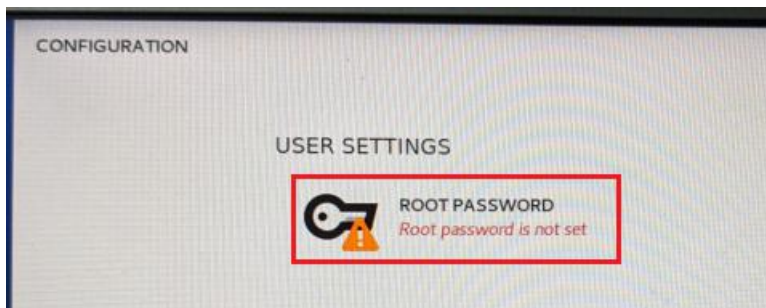 CONFIGURATION
USER SETTINGS
ROOT PASSWORD
Root password is not set